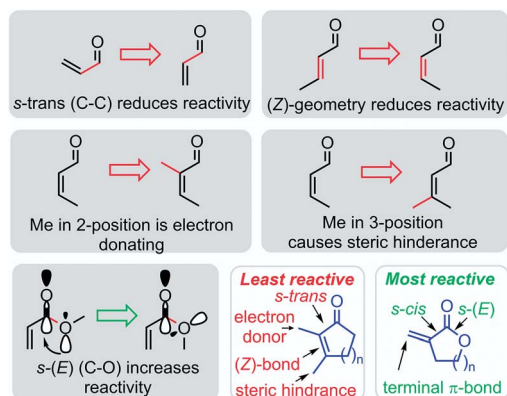 O
O
s-trans (C-C) reduces reactivity
O
O
(Z)-geometry reduces reactivity
O
O
Me in 2-position is electron
donating
O
O
Me in 3-position
causes steric hinderance
O
O
O
O
s-(E) (C-O) increases
reactivity
Least reactive
s-trans
O
electron
donor
(Z)-bond
)n
steric hindrance
Most reactive
s-cis
O
s-(E)
O
)n
terminal π-bond